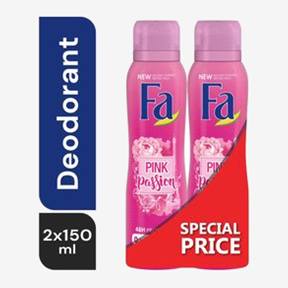 Deodorant
2x150
ml
NEW
Fa
PINK
Passion
48H
NEW
Fa
PINK
Passion
SPECIAL
PRICE